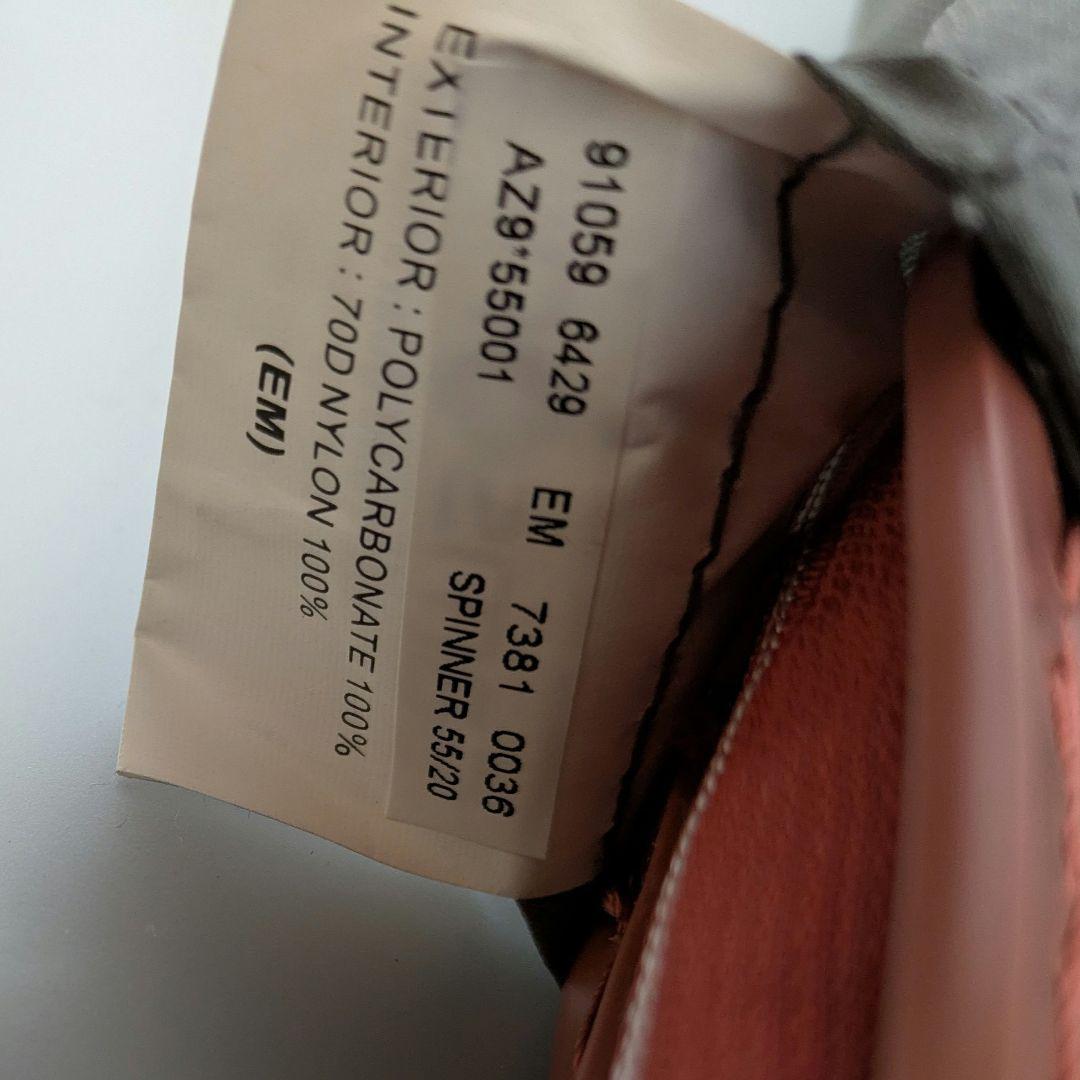 91059 6429 EM 7381 0036
AZ9*55001 SPINNER 55/20
EXTERIOR : POLYCARBONATE 100%
INTERIOR : 70D NYLON 100%
(EM)